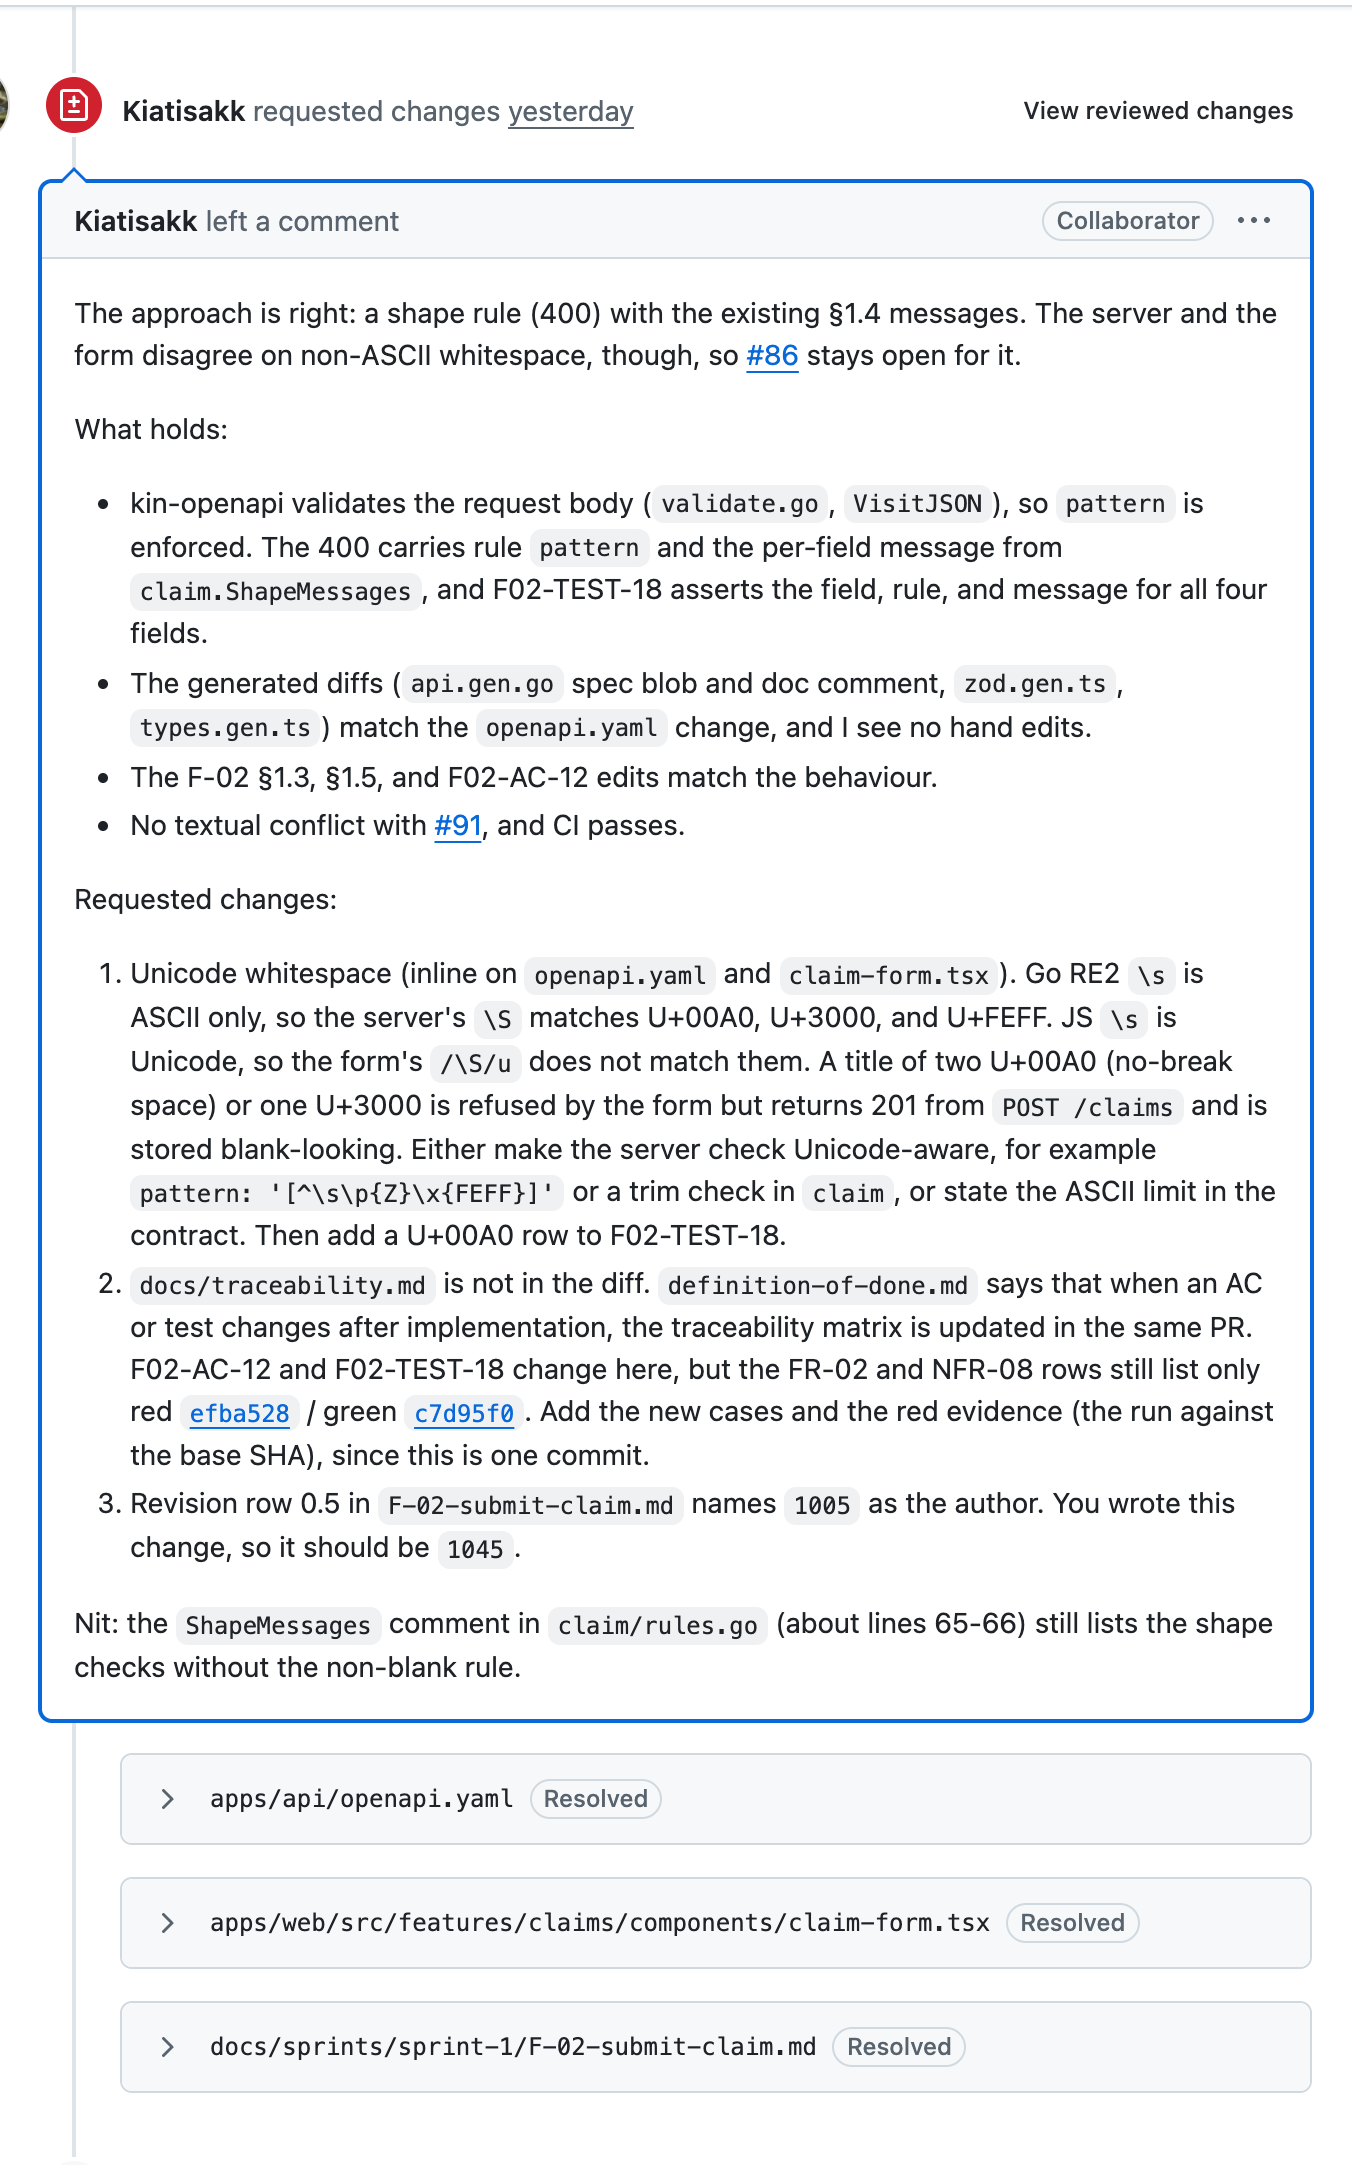 Kiatisakk requested changes yesterday
View reviewed changes
Kiatisakk left a comment
Collaborator
The approach is right: a shape rule (400) with the existing §1.4 messages. The server and the
form disagree on non-ASCII whitespace, though, so #86 stays open for it.
What holds:
• kin-openapi validates the request body (validate.go, VisitJSON), so pattern is
enforced. The 400 carries rule pattern and the per-field message from
claim.ShapeMessages, and F02-TEST-18 asserts the field, rule, and message for all four
fields.
• The generated diffs (api.gen.go spec blob and doc comment, zod.gen.ts,
types.gen.ts) match the openapi.yaml change, and I see no hand edits.
• The F-02 §1.3, §1.5, and F02-AC-12 edits match the behaviour.
• No textual conflict with #91, and CI passes.
Requested changes:
1. Unicode whitespace (inline on openapi.yaml and claim-form.tsx). Go RE2 \s is
ASCII only, so the server's \S matches U+00A0, U+3000, and U+FEFF. JS \s is
Unicode, so the form's /\S/u does not match them. A title of two U+00A0 (no-break
space) or one U+3000 is refused by the form but returns 201 from POST /claims and is
stored blank-looking. Either make the server check Unicode-aware, for example
pattern: '[^\s\p{Z}\x{FEFF}]' or a trim check in claim, or state the ASCII limit in the
contract. Then add a U+00A0 row to F02-TEST-18.
2. docs/traceability.md is not in the diff. definition-of-done.md says that when an AC
or test changes after implementation, the traceability matrix is updated in the same PR.
F02-AC-12 and F02-TEST-18 change here, but the FR-02 and NFR-08 rows still list only
red efba528 / green c7d95f0. Add the new cases and the red evidence (the run against
the base SHA), since this is one commit.
3. Revision row 0.5 in F-02-submit-claim.md names 1005 as the author. You wrote this
change, so it should be 1045.
Nit: the ShapeMessages comment in claim/rules.go (about lines 65-66) still lists the shape
checks without the non-blank rule.
apps/api/openapi.yaml Resolved
apps/web/src/features/claims/components/claim-form.tsx Resolved
docs/sprints/sprint-1/F-02-submit-claim.md Resolved